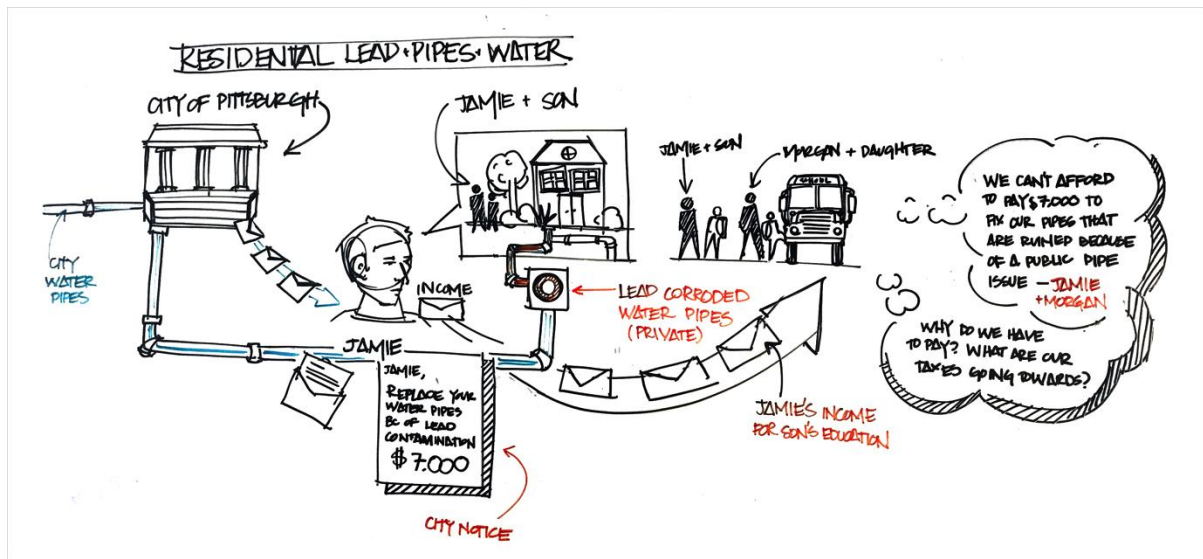 RESIDENTAL LEAD+PIPES+WATER
CITY OF PITTSBURGH
JAMIE + SON
JAMIE + SON
MORGAN + DAUGHTER
SCHOOL
CITY
WATER
PIPES
INCOME
LEAD CORRODED
WATER PIPES
(PRIVATE)
JAMIE
JAMIE,
REPLACE YOUR
WATER PIPES
BC OF LEAD
CONTAMINATION
$7.000
CITY NOTICE
JAMIE'S INCOME
FOR SON'S EDUCATION
WE CAN'T AFFORD
TO PAY $7.000 TO
FIX OUR PIPES THAT
ARE RUINED BECAUSE
OF A PUBLIC PIPE
ISSUE – JAMIE
+MORGAN
WHY DO WE HAVE
TO PAY? WHAT ARE OUR
TAXES GOING TOWARDS?